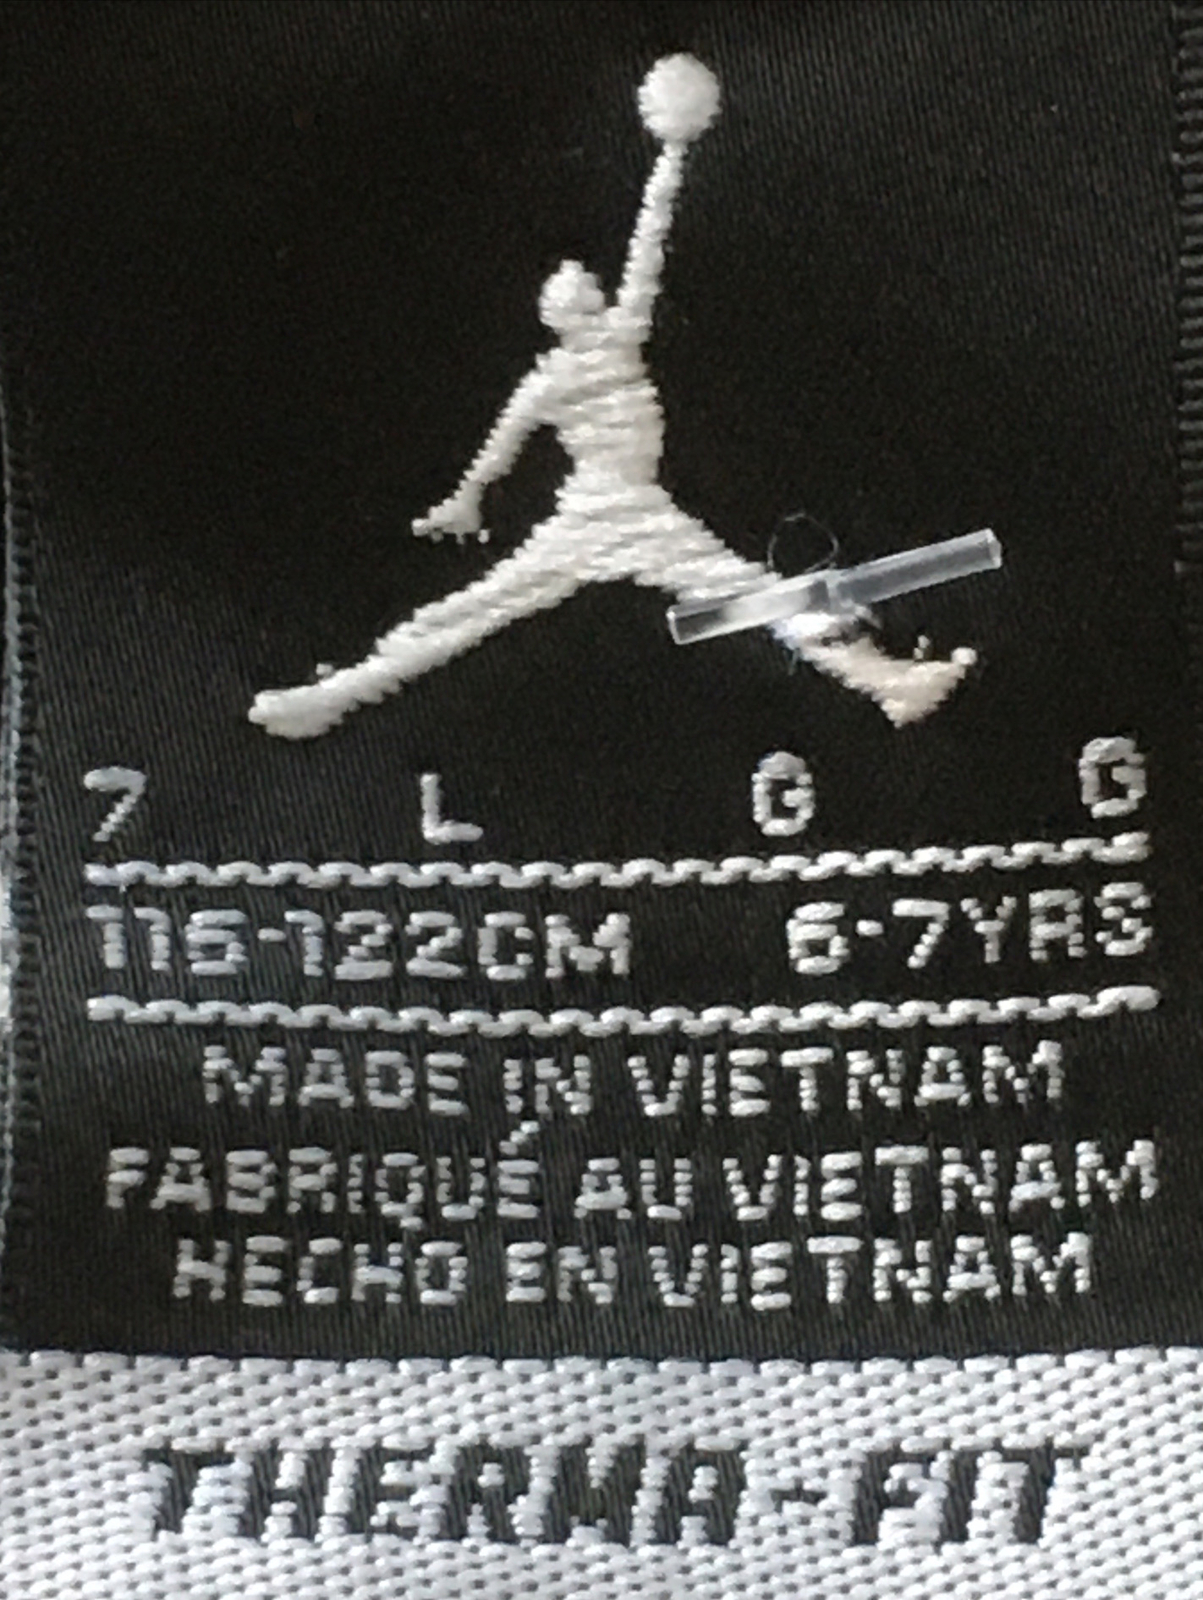 7 L G G
116-122CM 6-7YRS
MADE IN VIETNAM
FABRIQUÉ AU VIETNAM
HECHO EN VIETNAM
THERMA-FIT